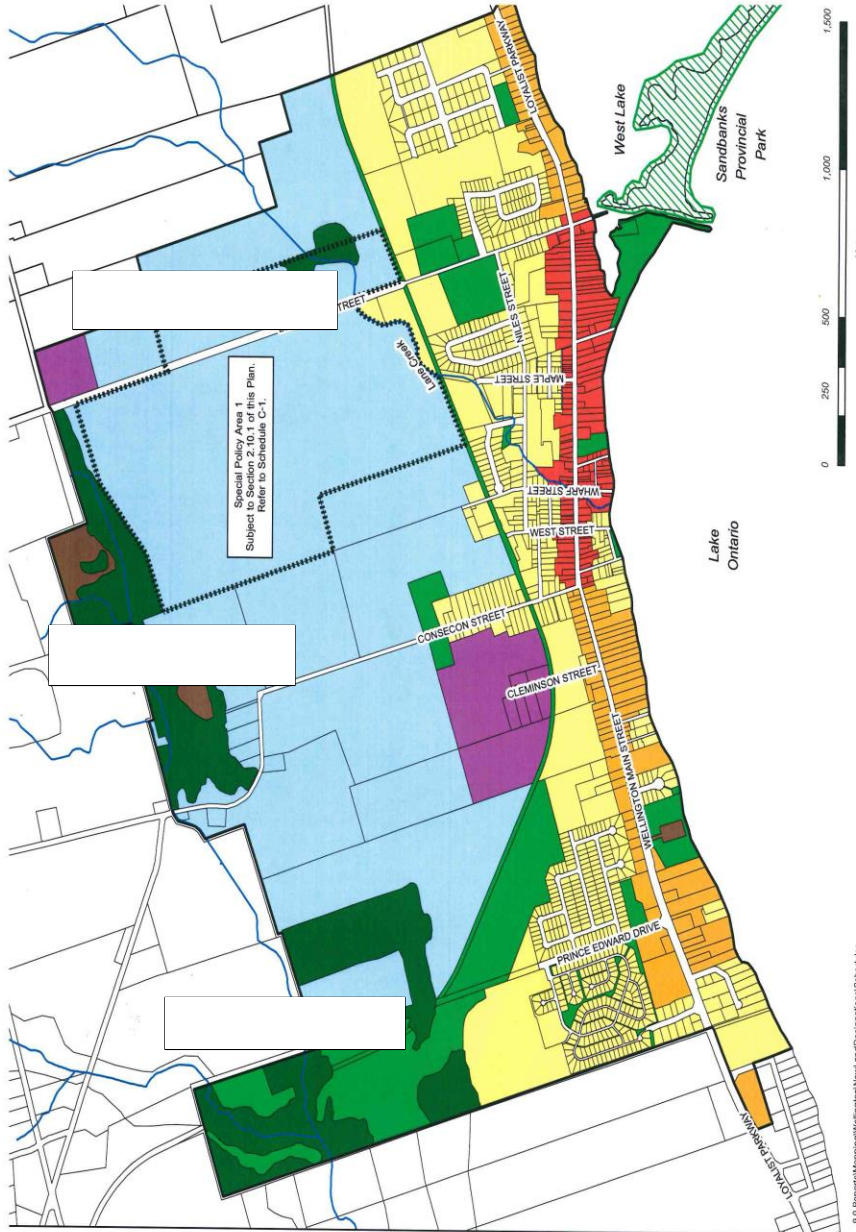 LOYALIST PARKWAY
West Lake
Sandbanks
Provincial
Park
1,500
1,000
500
250
0
TREET
NILES STREET
Lane Creek
MAPLE STREET
Special Policy Area 1
Subject to Section 2.10.1 of this Plan.
Refer to Schedule C-1.
WHARF STREET
WEST STREET
Lake
Ontario
CONSECON STREET
CLEMINSON STREET
WELLINGTON MAIN STREET
PRINCE EDWARD DRIVE
LOYALIST PARKWAY